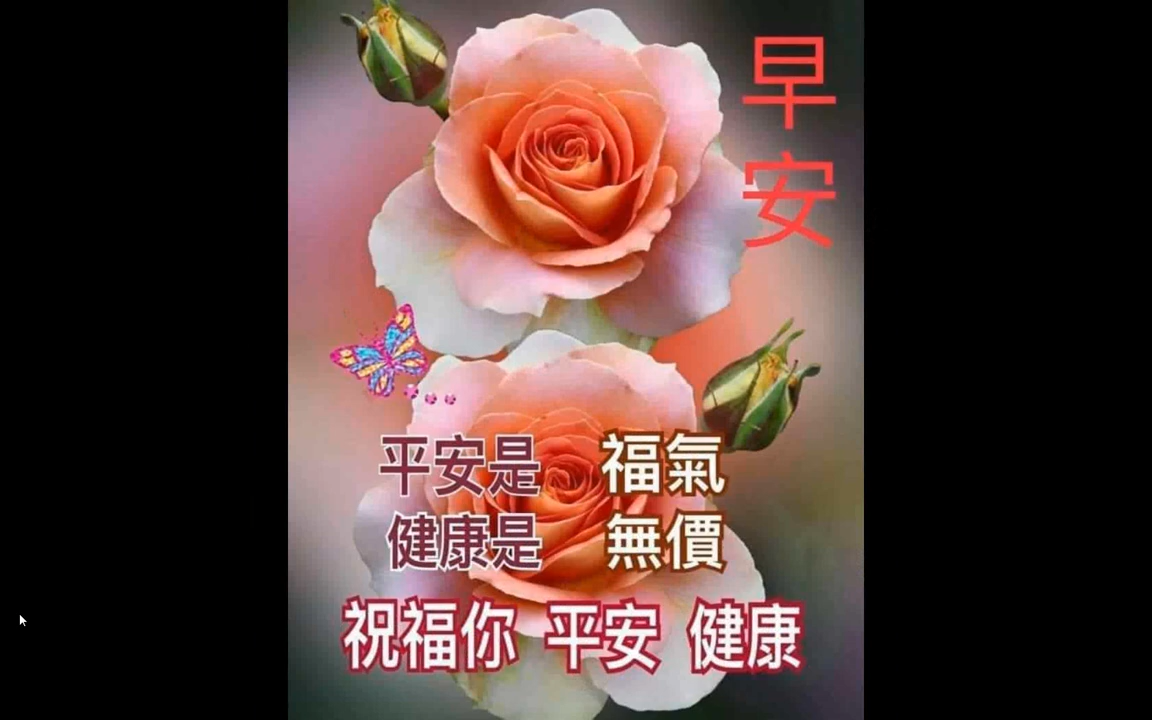 早安
平安是 福氣
健康是 無價
祝福你 平安 健康